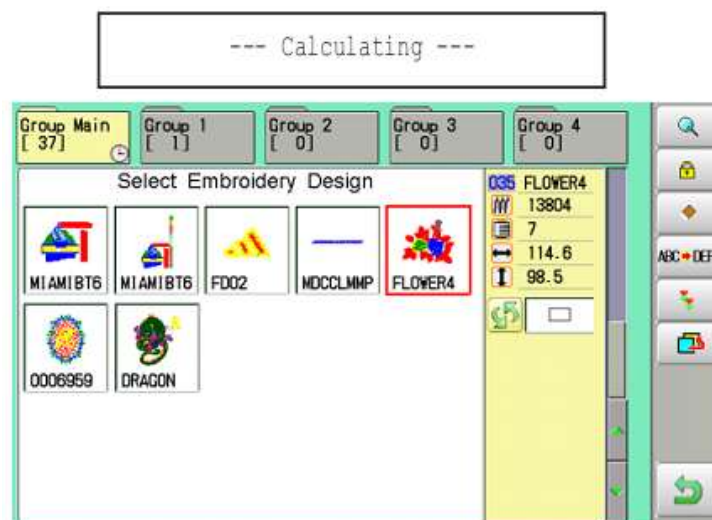 --- Calculating ---
Group Main
[ 37]
Group 1
[ 1]
Group 2
[ 0]
Group 3
[ 0]
Group 4
[ 0]
Select Embroidery Design
MIAMIBT6
MIAMIBT6
FD02
MDCCLMMP
FLOWER4
0006959
DRAGON
035 FLOWER4
13804
7
114.6
98.5
ABC DEF